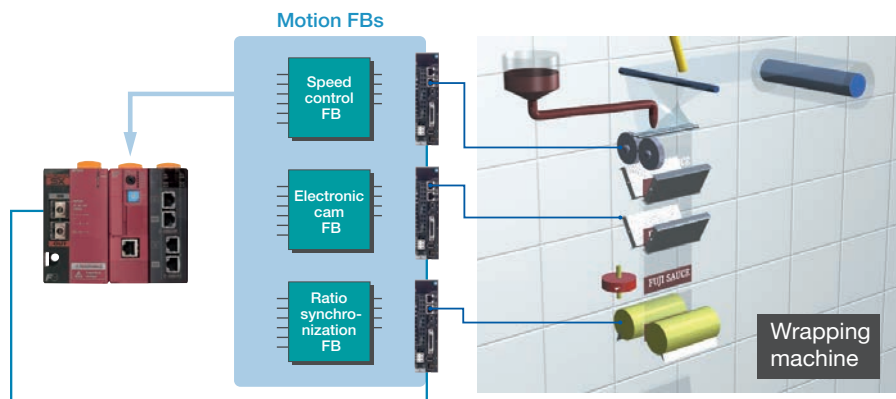 Motion FBs
Speed
control
FB
Electronic
cam
FB
Ratio
synchro-
nization
FB
FUJI SAUCE
Wrapping
machine